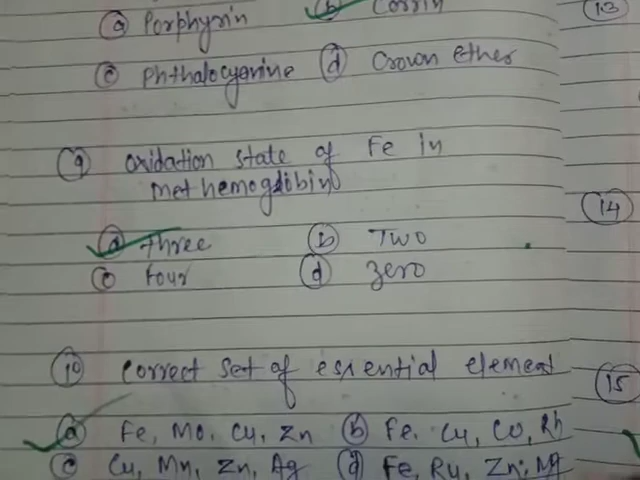 (a) Porphyrin (b) Corrin
(c) Phthalocyanine (d) Crown ether
(13)
(9) oxidation state of Fe in
methemoglobin
(14)
(a) three (b) TWO
(c) four (d) zero
(10) correct set of essential element
(15)
(a) Fe, Mo, Cu, Zn (b) Fe, Cu, Co, Rh
(c) Cu, Mn, Zn, Ag (d) Fe, Ru, Zn,